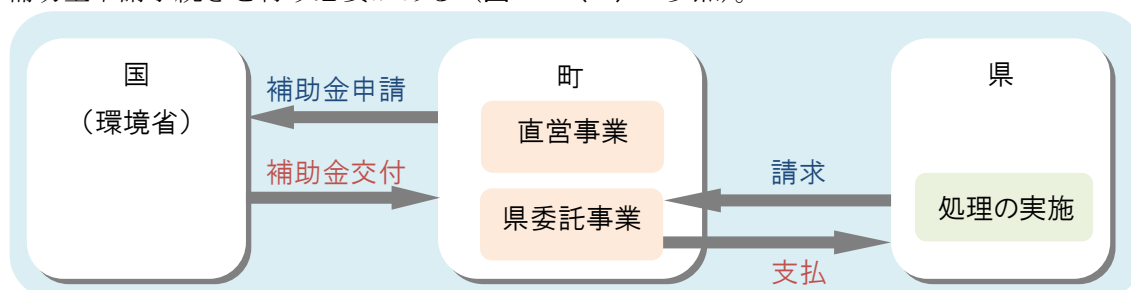 国
（環境省）
補助金申請
補助金交付
町
直営事業
県委託事業
請求
支払
県
処理の実施